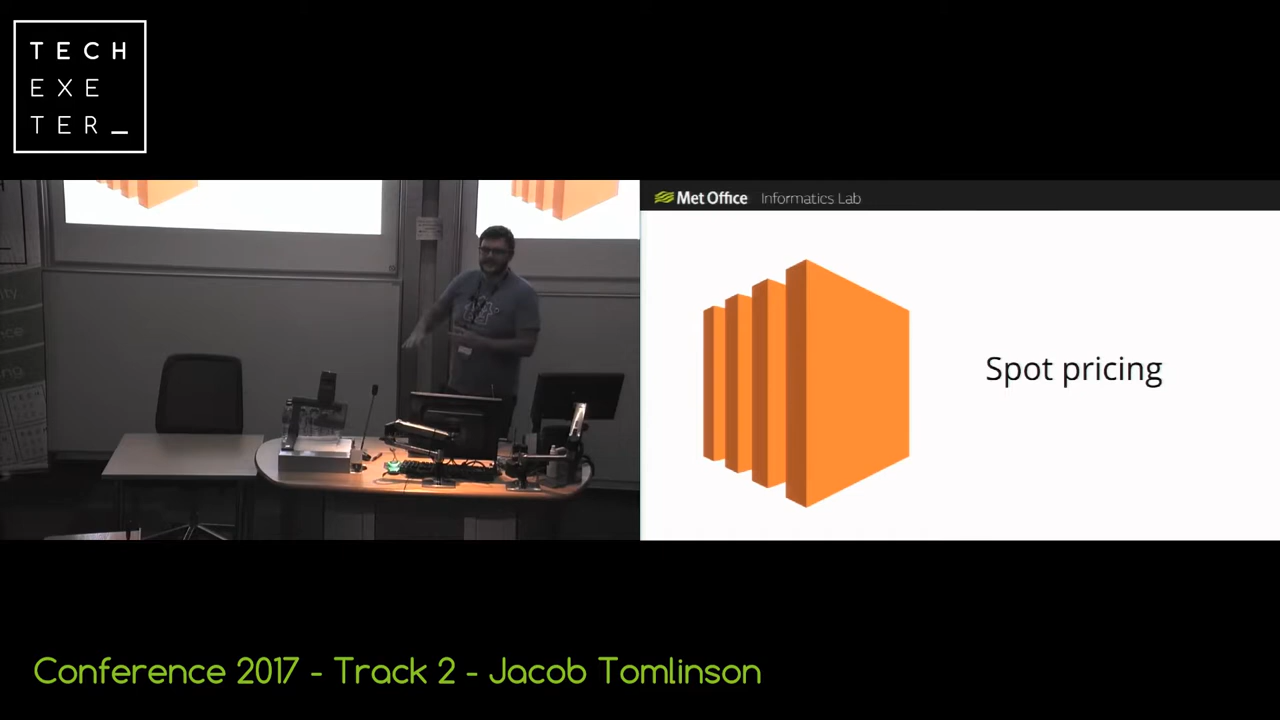 TECH
EXE
TER_
Met Office Informatics Lab
Spot pricing
Conference 2017 - Track 2 - Jacob Tomlinson